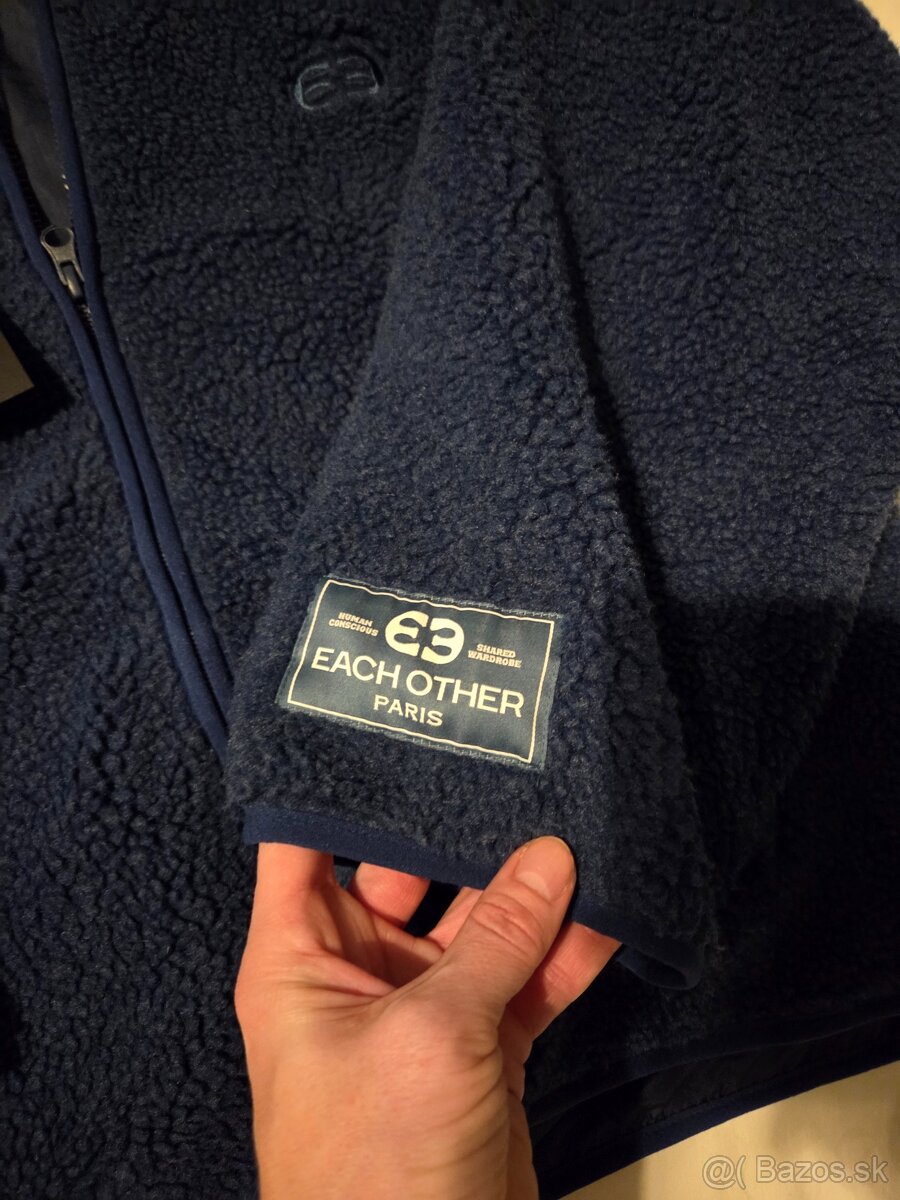 HUMAN CONSCIOUS
SHARED WARDROBE
EACH OTHER
PARIS
@( Bazos.sk